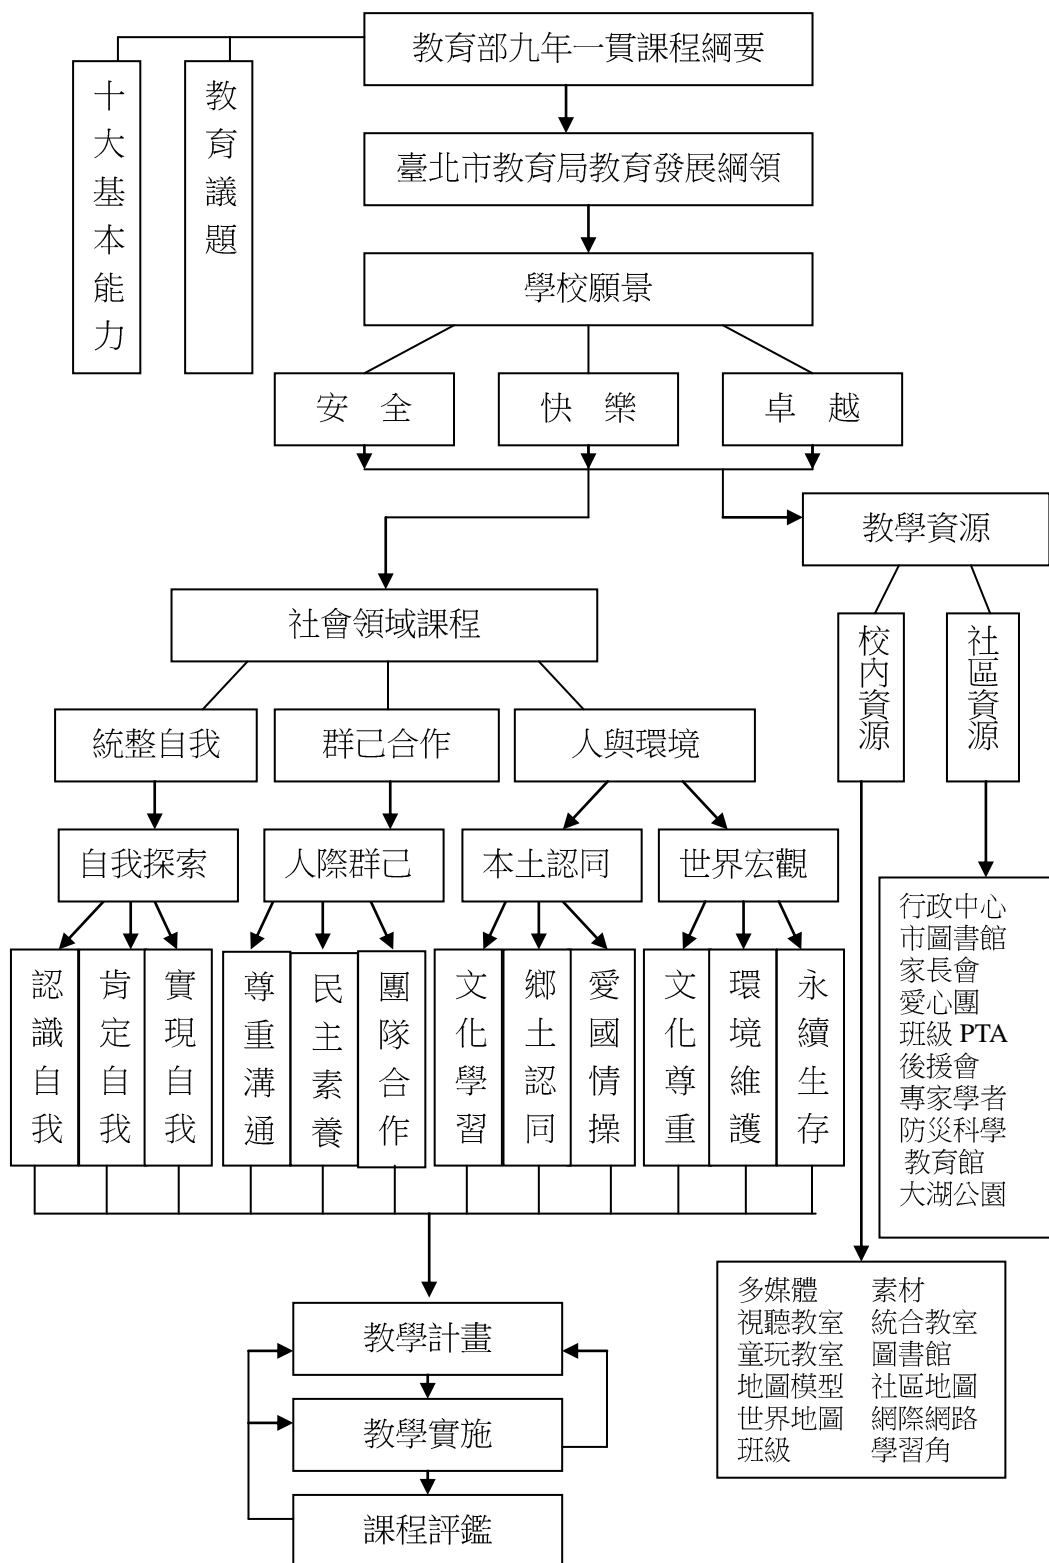 教育部九年一貫課程綱要
十大基本能力
教育議題
臺北市教育局教育發展綱領
學校願景
安 全
快 樂
卓 越
教學資源
社會領域課程
校內資源
社區資源
統整自我
群己合作
人與環境
自我探索
人際群己
本土認同
世界宏觀
認識自我
肯定自我
實現自我
尊重溝通
民主素養
團隊合作
文化學習
鄉土認同
愛國情操
文化尊重
環境維護
永續生存
行政中心
市圖書館
家長會
愛心團
班級 PTA
後援會
專家學者
防災科學
教育館
大湖公園
多媒體 素材
視聽教室 統合教室
童玩教室 圖書館
地圖模型 社區地圖
世界地圖 網際網路
班級 學習角
教學計畫
教學實施
課程評鑑